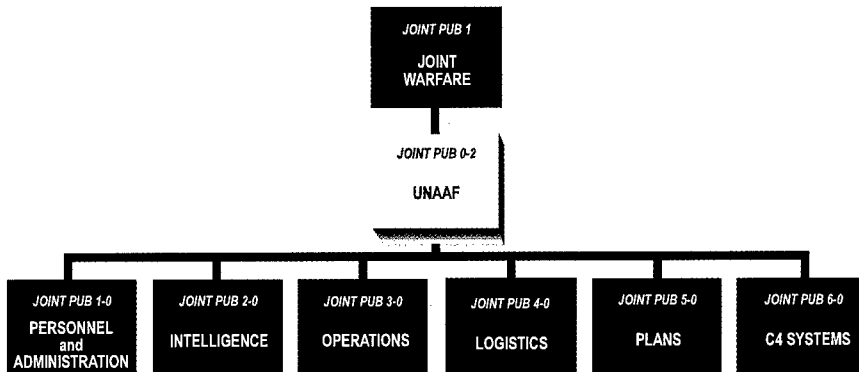 JOINT PUB 1
JOINT
WARFARE
JOINT PUB 0-2
UNAAF
JOINT PUB 1-0
PERSONNEL
and
ADMINISTRATION
JOINT PUB 2-0
INTELLIGENCE
JOINT PUB 3-0
OPERATIONS
JOINT PUB 4-0
LOGISTICS
JOINT PUB 5-0
PLANS
JOINT PUB 6-0
C4 SYSTEMS